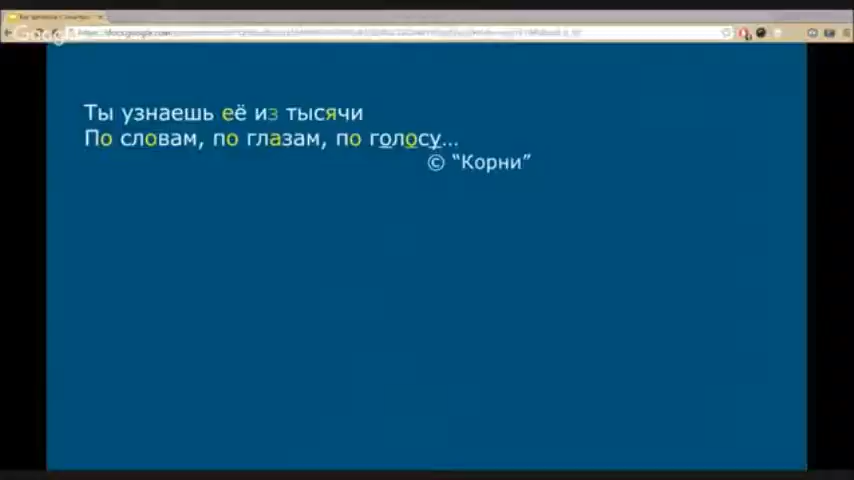 Ты узнаешь её из тысячи
По словам, по глазам, по голосу...
© “Корни”